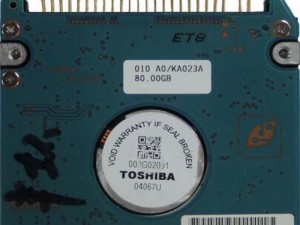 ET8
010 A0/KA023A
80.00GB
VOID WARRANTY IF SEAL BROKEN
TOSHIBA
04067U